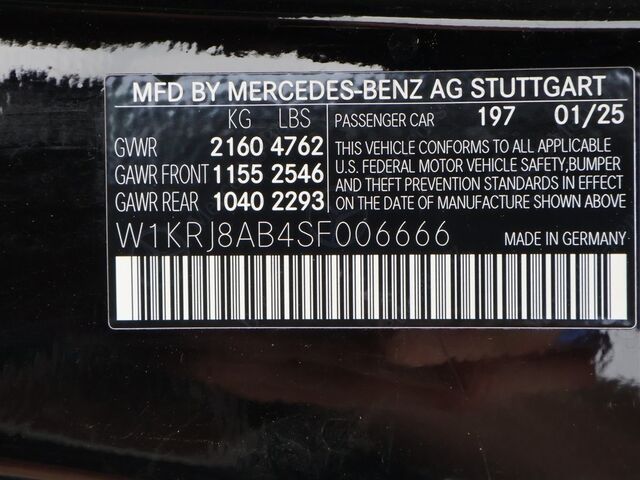 MFD BY MERCEDES-BENZ AG STUTTGART
KG LBS
GVWR 2160 4762
GAWR FRONT 1155 2546
GAWR REAR 1040 2293
PASSENGER CAR 197 01/25
THIS VEHICLE CONFORMS TO ALL APPLICABLE
U.S. FEDERAL MOTOR VEHICLE SAFETY,BUMPER
AND THEFT PREVENTION STANDARDS IN EFFECT
ON THE DATE OF MANUFACTURE SHOWN ABOVE
W1KRJ8AB4SF006666
MADE IN GERMANY